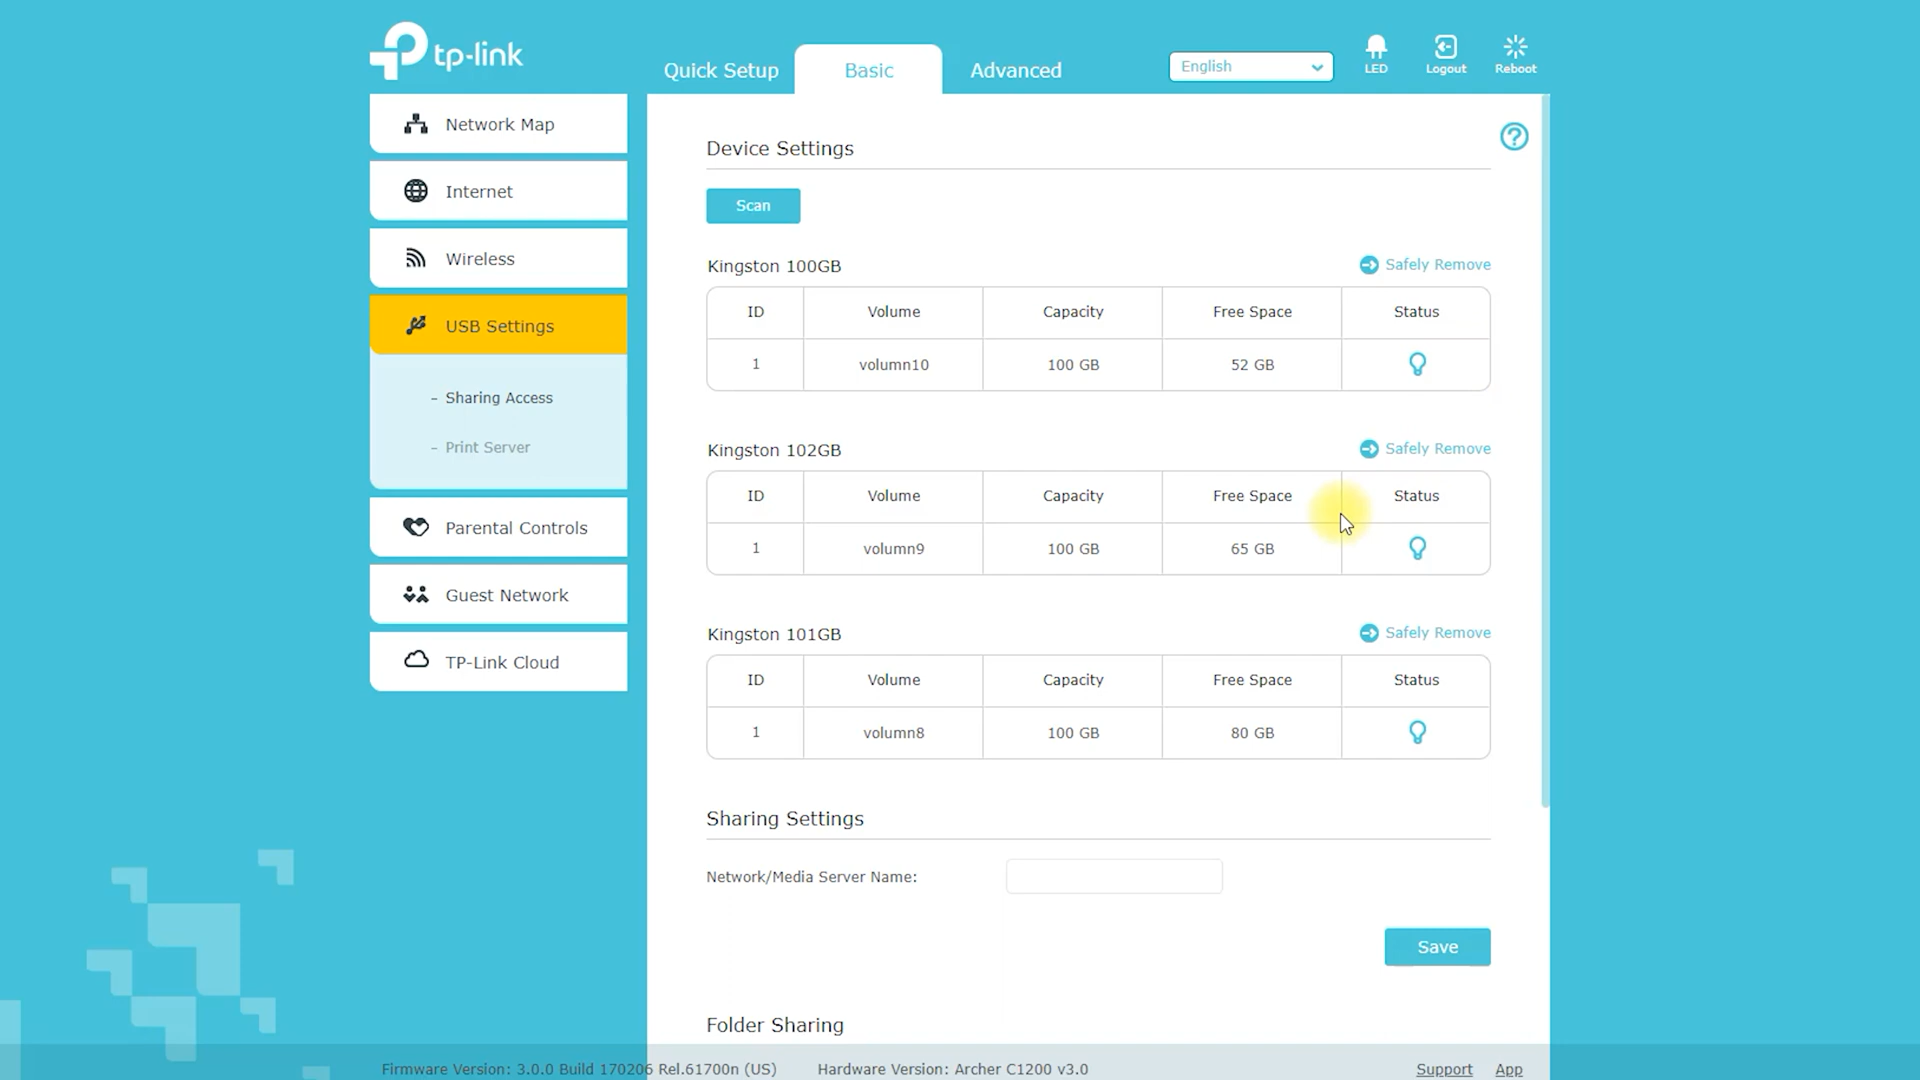 tp-link
Quick Setup
Basic
Advanced
English
LED
Logout
Reboot
Network Map
Internet
Wireless
USB Settings
- Sharing Access
- Print Server
Parental Controls
Guest Network
TP-Link Cloud
Device Settings
Scan
Kingston 100GB
Safely Remove
ID Volume Capacity Free Space Status
1 volumn10 100 GB 52 GB
Kingston 102GB
Safely Remove
ID Volume Capacity Free Space Status
1 volumn9 100 GB 65 GB
Kingston 101GB
Safely Remove
ID Volume Capacity Free Space Status
1 volumn8 100 GB 80 GB
Sharing Settings
Network/Media Server Name:
Save
Folder Sharing
Firmware Version: 3.0.0 Build 170206 Rel.61700n (US) Hardware Version: Archer C1200 v3.0 Support App